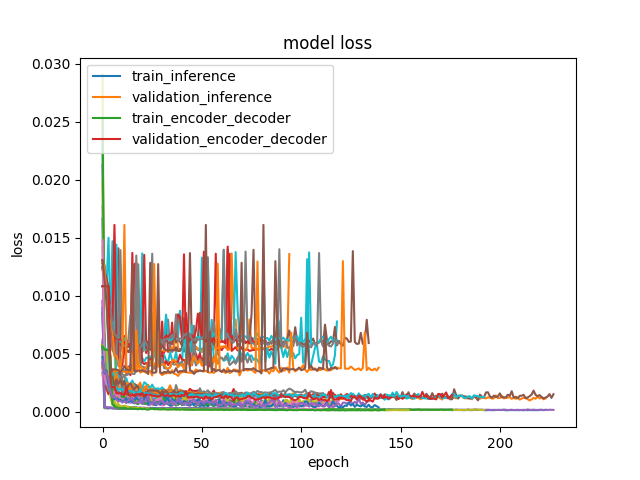 model loss
train_inference
validation_inference
train_encoder_decoder
validation_encoder_decoder
0.030
0.025
0.020
0.015
0.010
0.005
0.000
loss
0 50 100 150 200
epoch